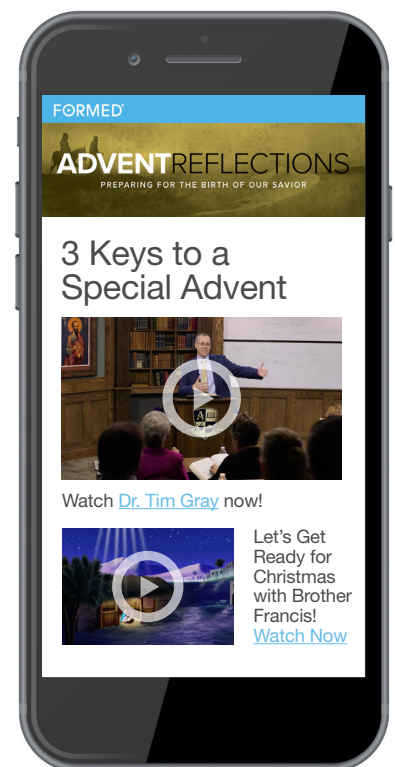 FORMED
ADVENTREFLECTIONS
PREPARING FOR THE BIRTH OF OUR SAVIOR
3 Keys to a
Special Advent
Watch Dr. Tim Gray now!
Let's Get
Ready for
Christmas
with Brother
Francis!
Watch Now